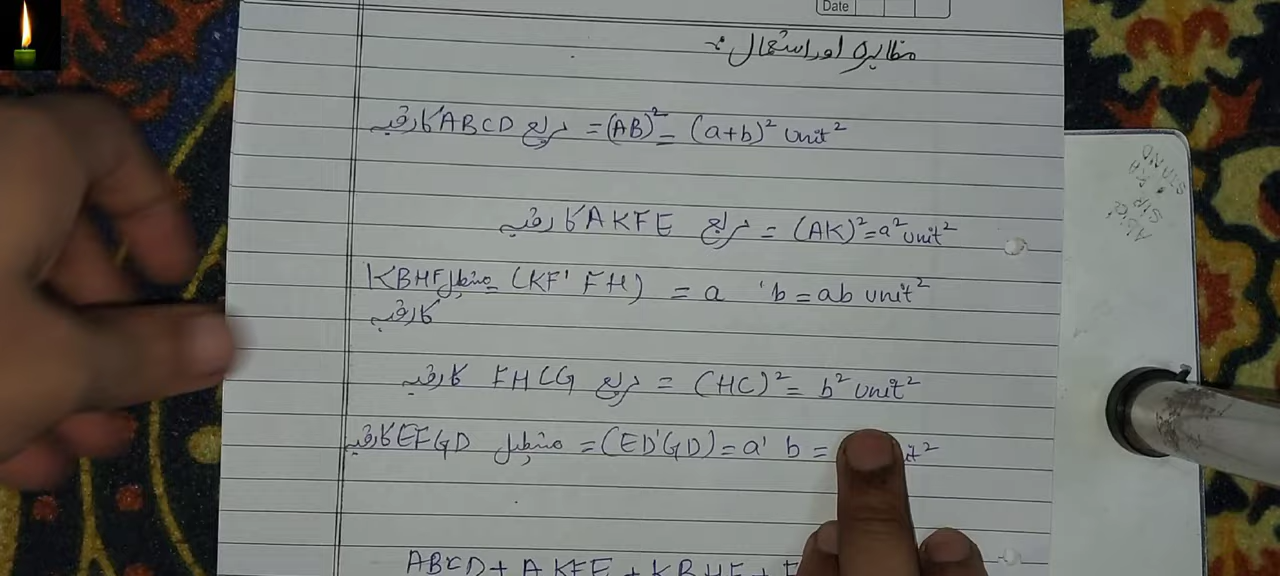 Date
مظاہرہ اور استعمال :-
مربع ABCD کا رقبہ = (AB)² = (a+b)² unit²
مربع AKFE کا رقبہ = (AK)² = a² unit²
مستطیل KBHF = (KF' FH) = a 'b = ab unit²
کا رقبہ
مربع FHCG کا رقبہ = (HC)² = b² unit²
مستطیل EFGD کا رقبہ = (ED'GD) = a' b = it²
ABCD + AKFE + KBHF +